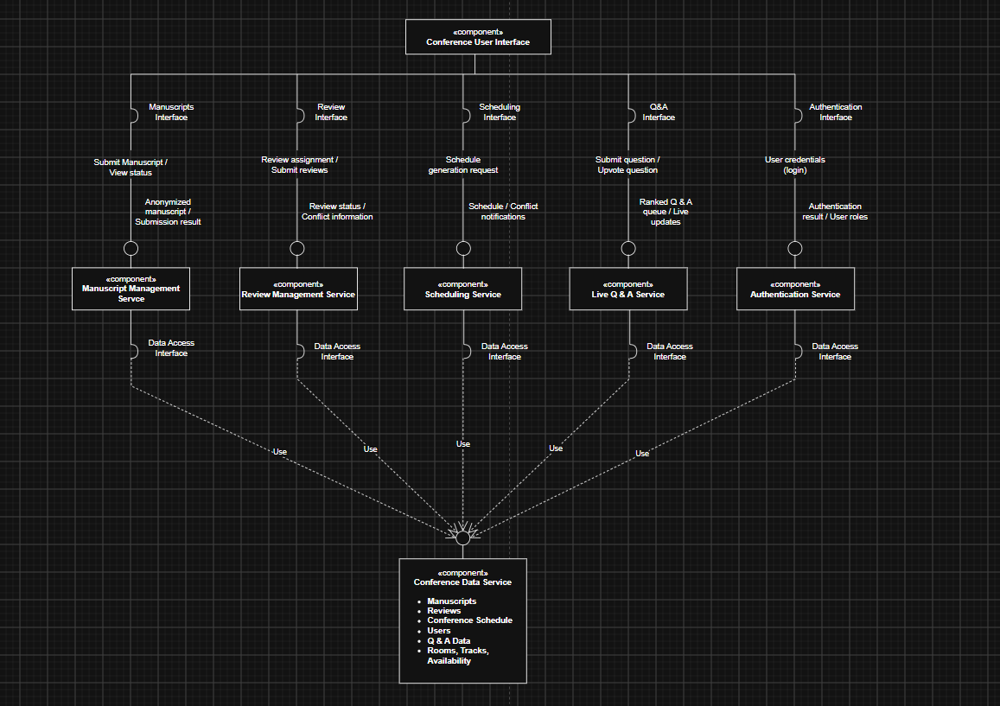 «component»
Conference User Interface
Manuscripts
Interface
Review
Interface
Scheduling
Interface
Q&A
Interface
Authentication
Interface
Submit Manuscript /
View status
Review assignment /
Submit reviews
Schedule
generation request
Submit question /
Upvote question
User credentials
(login)
Anonymized
manuscript /
Submission result
Review status /
Conflict information
Schedule / Conflict
notifications
Ranked Q & A
queue / Live
updates
Authentication
result / User roles
«component»
Manuscript Management
Servce
«component»
Review Management Service
«component»
Scheduling Service
«component»
Live Q & A Service
«component»
Authentication Service
Data Access
Interface
Data Access
Interface
Data Access
Interface
Data Access
Interface
Data Access
Interface
Use
Use
Use
Use
Use
«component»
Conference Data Service
• Manuscripts
• Reviews
• Conference Schedule
• Users
• Q & A Data
• Rooms, Tracks,
Availability